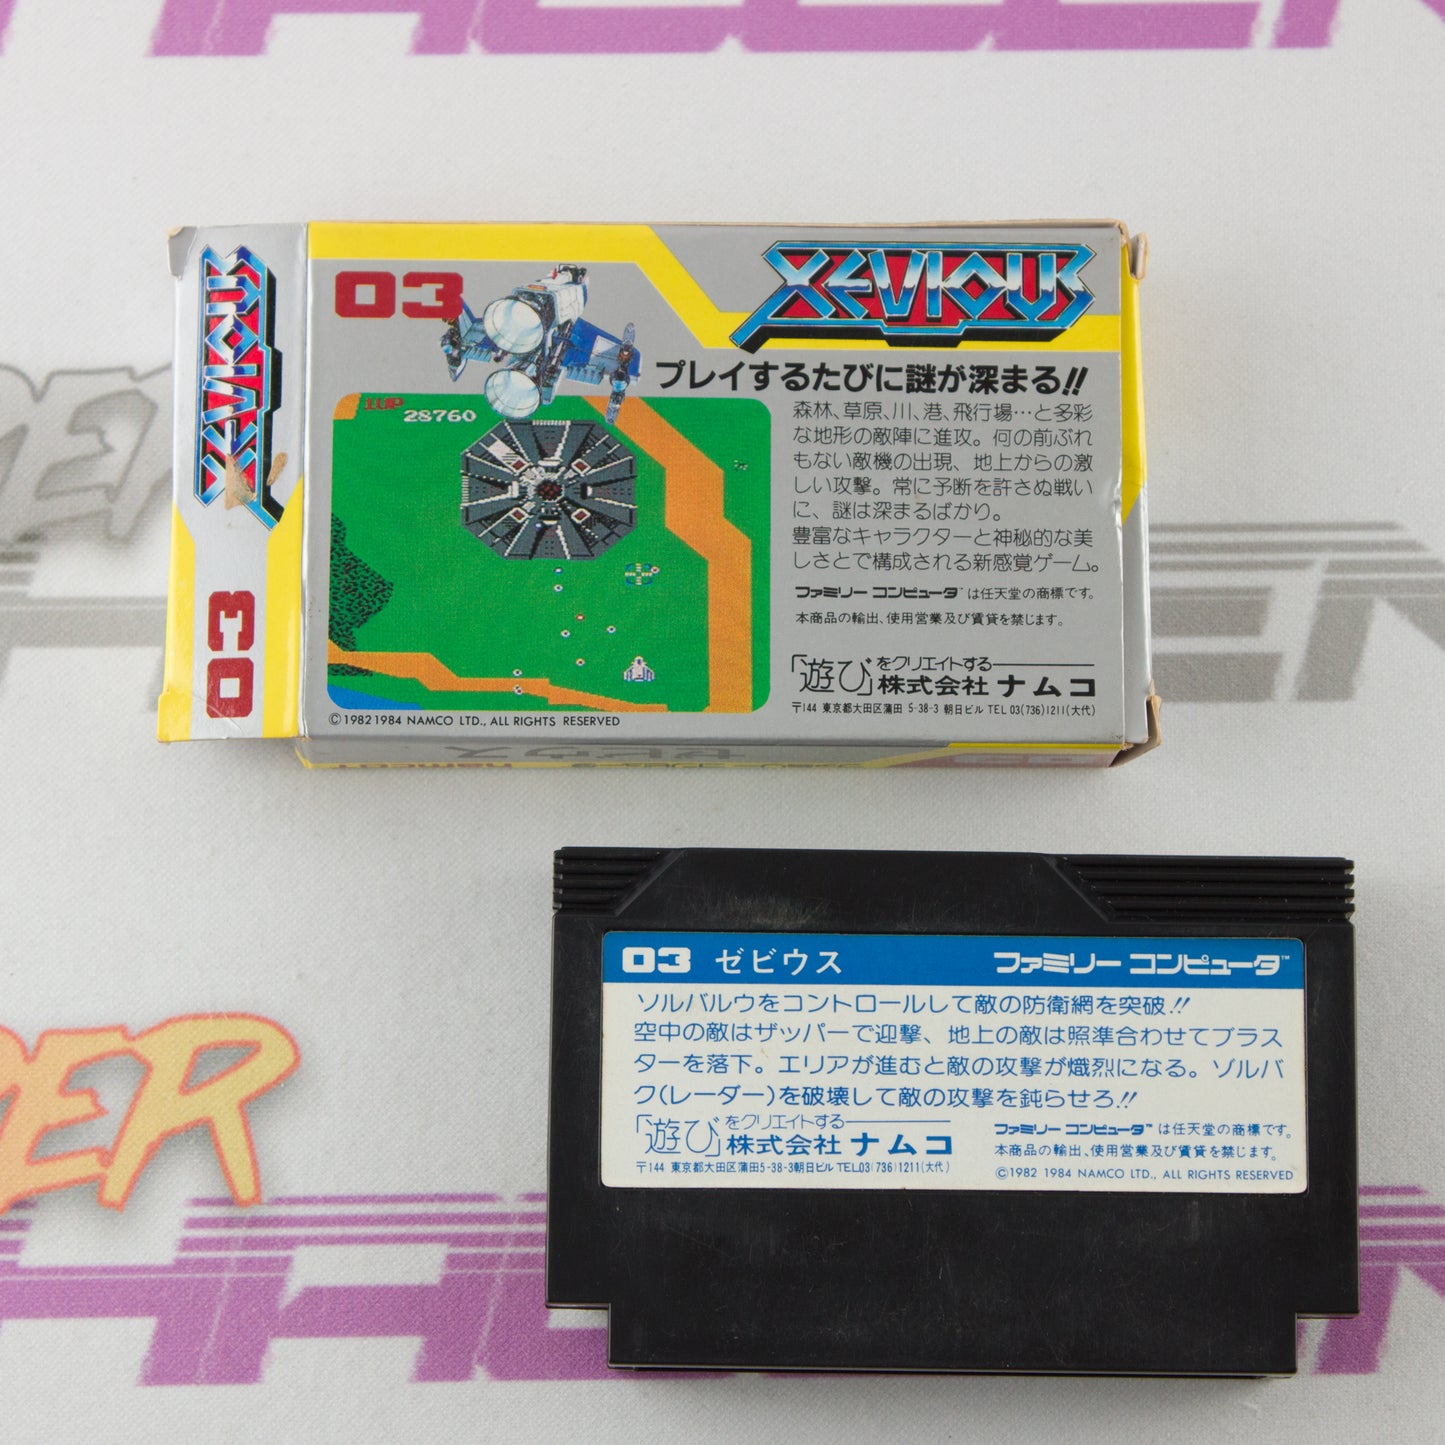 XEVIOUS
03
03
XEVIOUS
プレイするたびに謎が深まる!!
1UP
28760
森林、草原、川、港、飛行場…と多彩
な地形の敵陣に進攻。何の前ぶれ
もない敵機の出現、地上からの激
しい攻撃。常に予断を許さぬ戦い
に、謎は深まるばかり。
豊富なキャラクターと神秘的な美
しさとで構成される新感覚ゲーム。
ファミリー コンピュータ™は任天堂の商標です。
本商品の輸出、使用営業及び賃貸を禁じます。
「遊び」をクリエイトする
株式会社 ナムコ
〒144 東京都大田区蒲田 5-38-3 朝日ビル TEL 03(736)1211(大代)
©1982 1984 NAMCO LTD., ALL RIGHTS RESERVED
ゼビウス
namcot
03 ゼビウス ファミリー コンピュータ™
ソルバルウをコントロールして敵の防衛網を突破!!
空中の敵はザッパーで迎撃、地上の敵は照準合わせてブラス
ターを落下。エリアが進むと敵の攻撃が熾烈になる。ゾルバ
ク(レーダー)を破壊して敵の攻撃を鈍らせろ!!
「遊び」をクリエイトする
株式会社 ナムコ
〒144 東京都大田区蒲田5-38-3朝日ビル TEL03(736)1211(大代)
ファミリー コンピュータ™は任天堂の商標です。
本商品の輸出、使用営業及び賃貸を禁じます。
©1982 1984 NAMCO LTD., ALL RIGHTS RESERVED